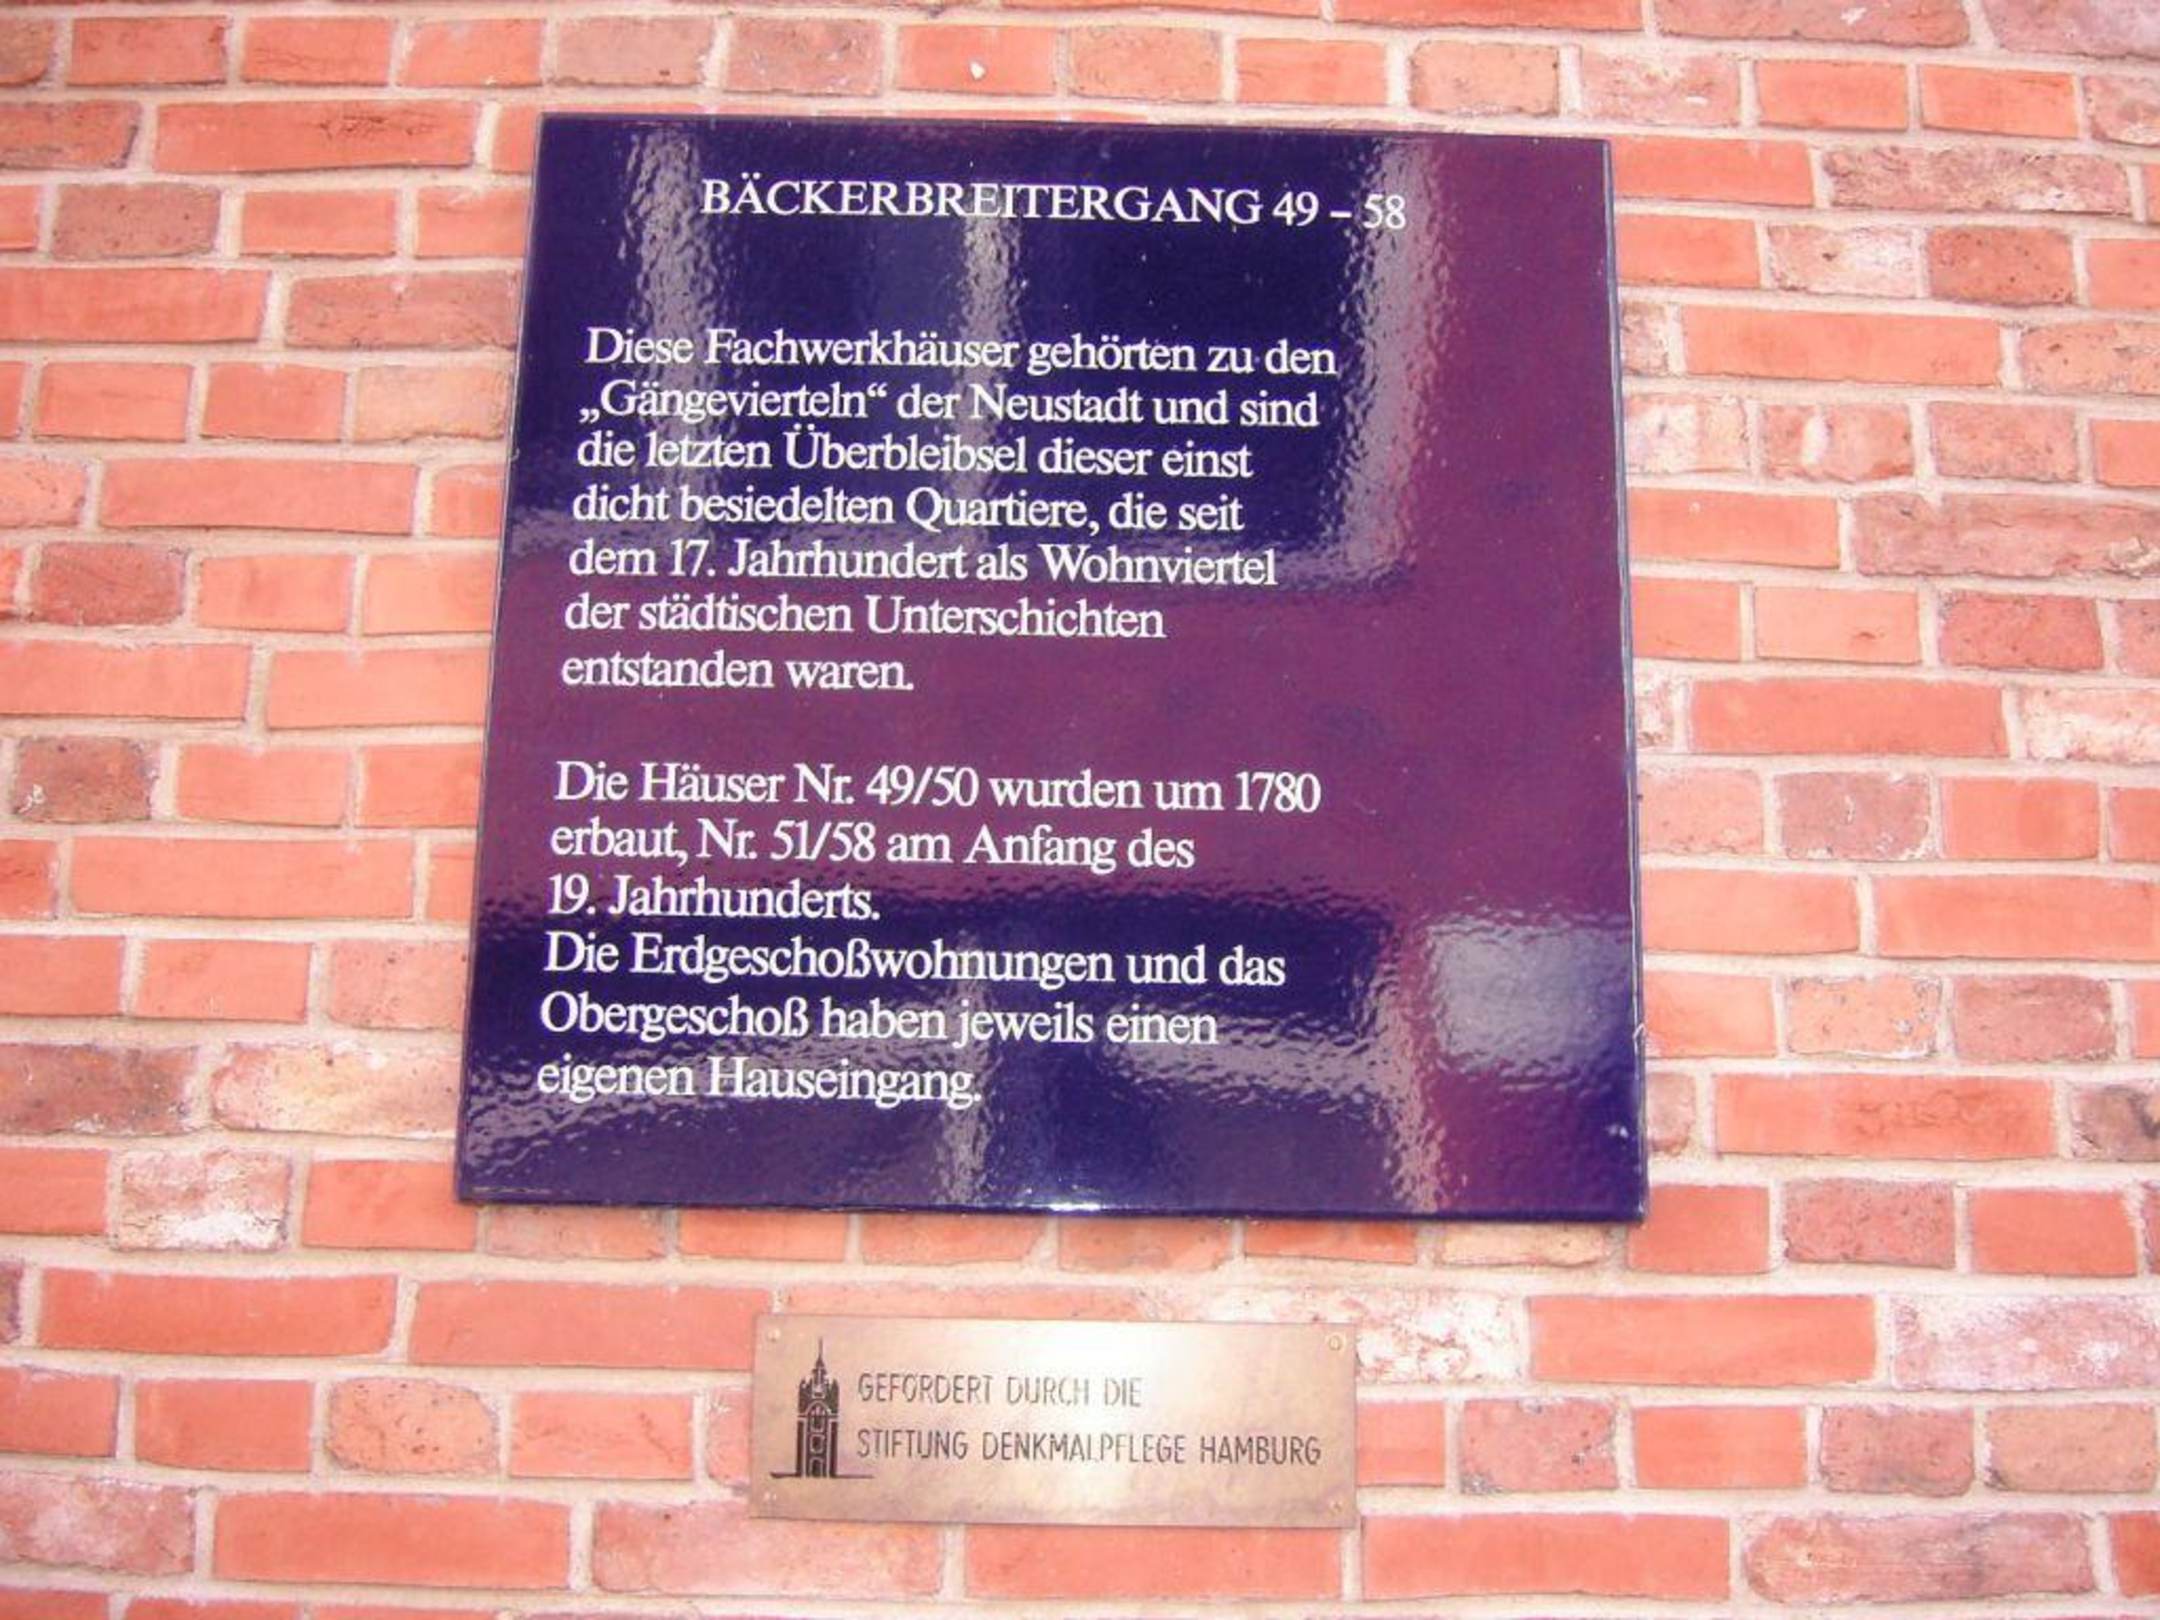 BÄCKERBREITERGANG 49 – 58
Diese Fachwerkhäuser gehörten zu den
„Gängevierteln“ der Neustadt und sind
die letzten Überbleibsel dieser einst
dicht besiedelten Quartiere, die seit
dem 17. Jahrhundert als Wohnviertel
der städtischen Unterschichten
entstanden waren.
Die Häuser Nr. 49/50 wurden um 1780
erbaut, Nr. 51/58 am Anfang des
19. Jahrhunderts.
Die Erdgeschoßwohnungen und das
Obergeschoß haben jeweils einen
eigenen Hauseingang.
GEFÖRDERT DURCH DIE
STIFTUNG DENKMALPFLEGE HAMBURG